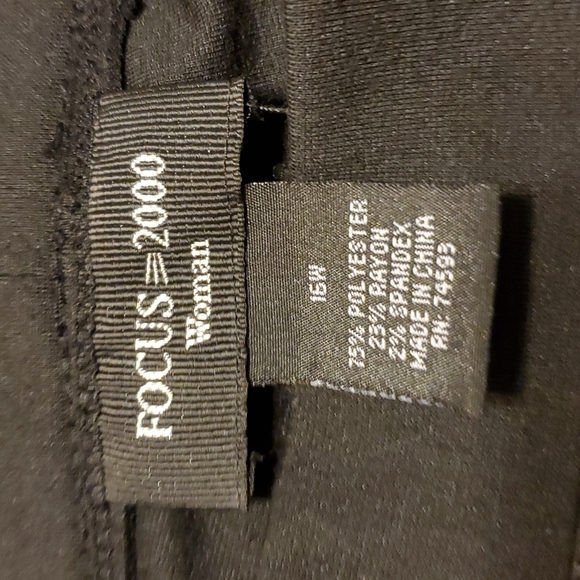 FOCUS 2000
Woman
16W
75% POLYESTER
23% RAYON
2% SPANDEX
MADE IN CHINA
RN: 74593